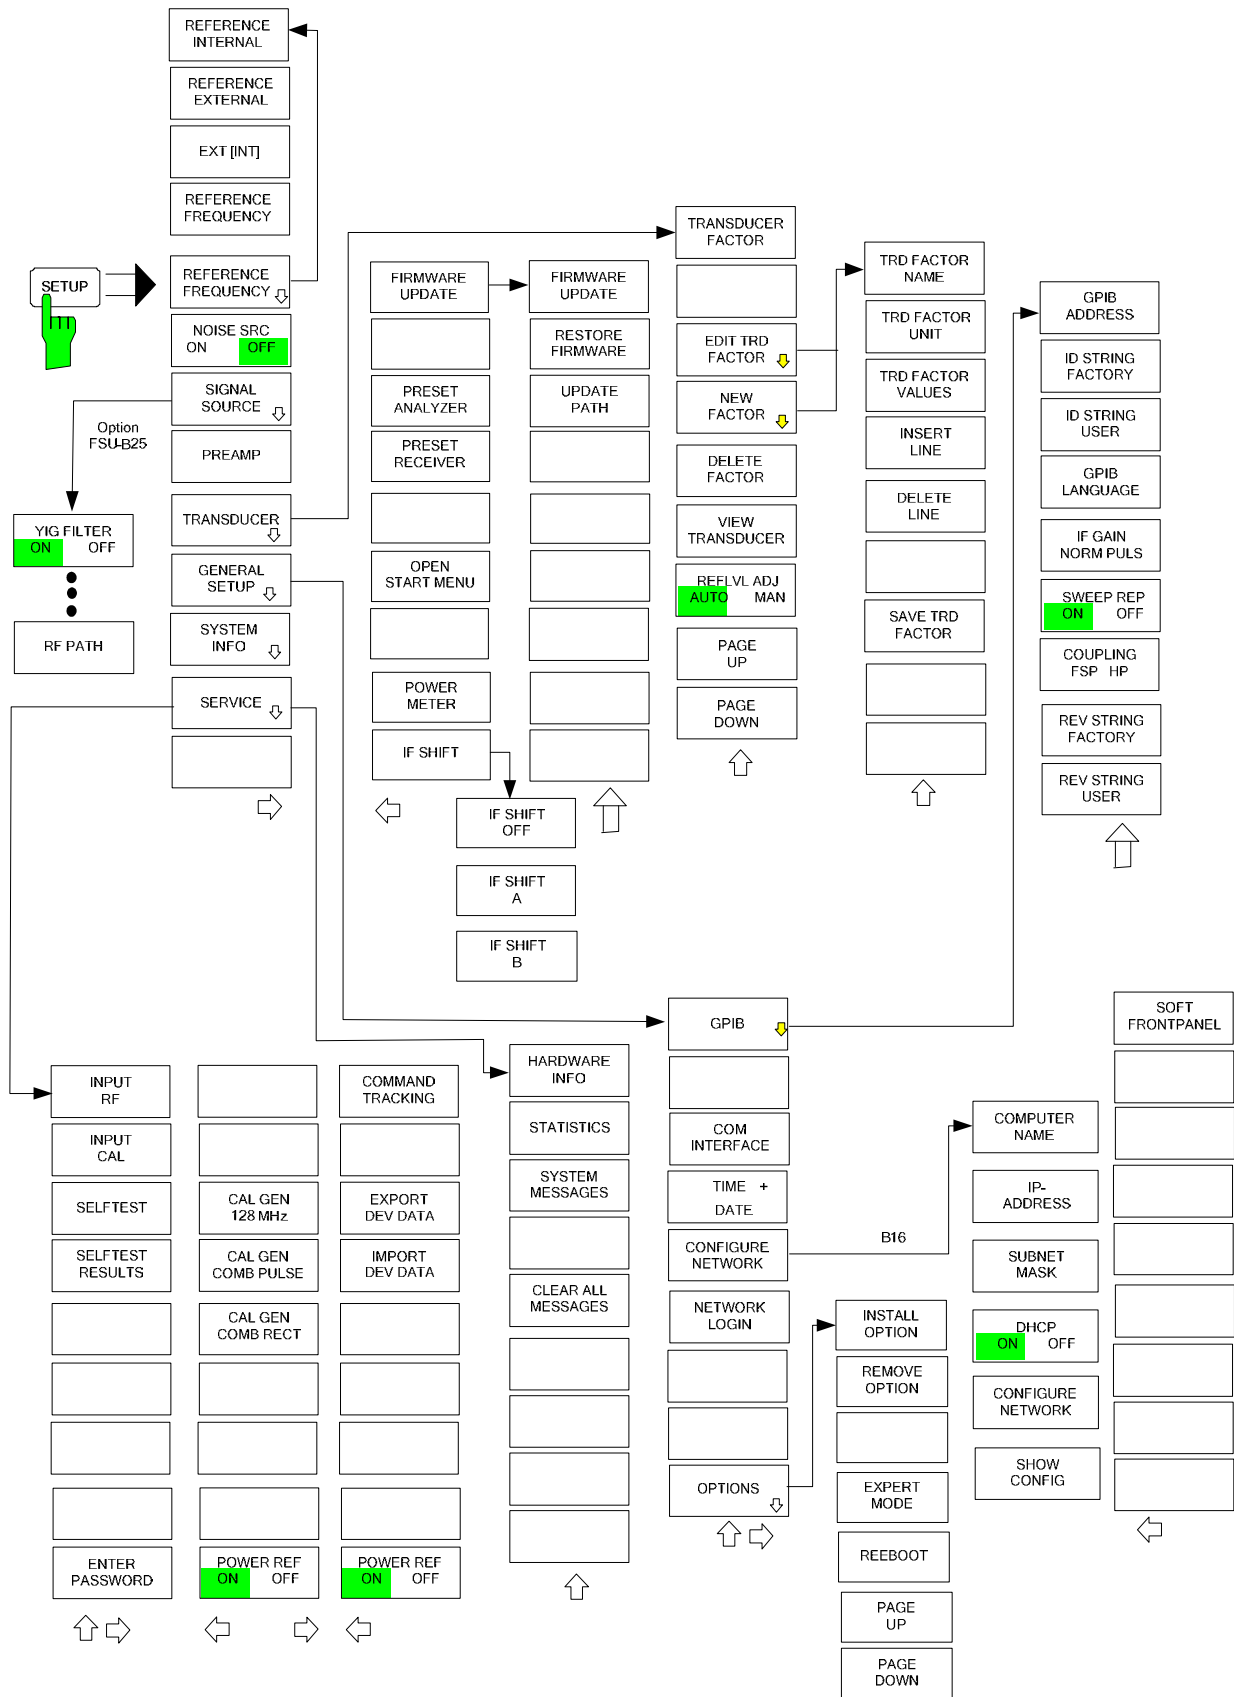 REFERENCE
INTERNAL
REFERENCE
EXTERNAL
EXT [INT]
REFERENCE
FREQUENCY
SETUP
REFERENCE
FREQUENCY
NOISE SRC
ON OFF
SIGNAL
SOURCE
Option
FSU-B25
PREAMP
YIG FILTER
ON OFF
RF PATH
TRANSDUCER
GENERAL
SETUP
SYSTEM
INFO
SERVICE
FIRMWARE
UPDATE
PRESET
ANALYZER
PRESET
RECEIVER
OPEN
START MENU
POWER
METER
IF SHIFT
FIRMWARE
UPDATE
RESTORE
FIRMWARE
UPDATE
PATH
IF SHIFT
OFF
IF SHIFT
A
IF SHIFT
B
TRANSDUCER
FACTOR
EDIT TRD
FACTOR
NEW
FACTOR
DELETE
FACTOR
VIEW
TRANSDUCER
REFLVL ADJ
AUTO MAN
PAGE
UP
PAGE
DOWN
TRD FACTOR
NAME
TRD FACTOR
UNIT
TRD FACTOR
VALUES
INSERT
LINE
DELETE
LINE
SAVE TRD
FACTOR
GPIB
ADDRESS
ID STRING
FACTORY
ID STRING
USER
GPIB
LANGUAGE
IF GAIN
NORM PULS
SWEEP REP
ON OFF
COUPLING
FSP HP
REV STRING
FACTORY
REV STRING
USER
INPUT
RF
INPUT
CAL
SELFTEST
SELFTEST
RESULTS
ENTER
PASSWORD
CAL GEN
128 MHz
CAL GEN
COMB PULSE
CAL GEN
COMB RECT
POWER REF
ON OFF
COMMAND
TRACKING
EXPORT
DEV DATA
IMPORT
DEV DATA
POWER REF
ON OFF
HARDWARE
INFO
STATISTICS
SYSTEM
MESSAGES
CLEAR ALL
MESSAGES
GPIB
COM
INTERFACE
TIME +
DATE
CONFIGURE
NETWORK
B16
NETWORK
LOGIN
OPTIONS
INSTALL
OPTION
REMOVE
OPTION
EXPERT
MODE
REEBOOT
PAGE
UP
PAGE
DOWN
COMPUTER
NAME
IP-
ADDRESS
SUBNET
MASK
DHCP
ON OFF
CONFIGURE
NETWORK
SHOW
CONFIG
SOFT
FRONTPANEL